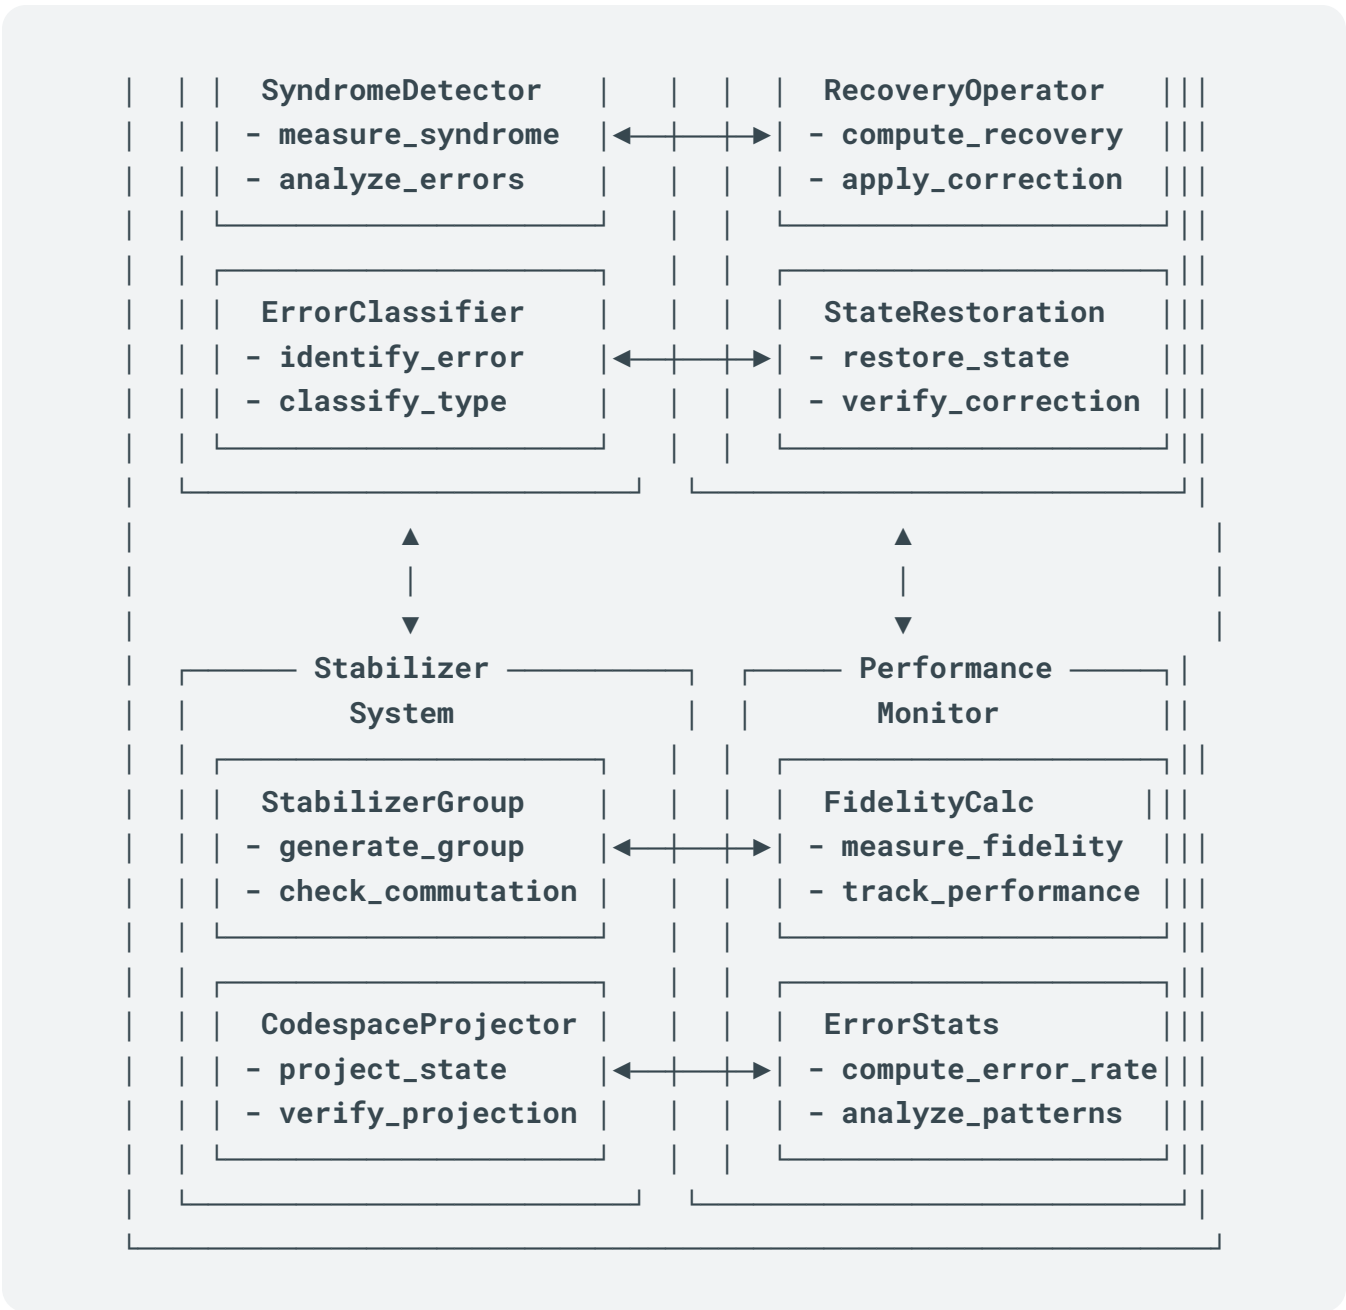 SyndromeDetector
- measure_syndrome
- analyze_errors
RecoveryOperator
- compute_recovery
- apply_correction
ErrorClassifier
- identify_error
- classify_type
StateRestoration
- restore_state
- verify_correction
Stabilizer
System
Performance
Monitor
StabilizerGroup
- generate_group
- check_commutation
FidelityCalc
- measure_fidelity
- track_performance
CodespaceProjector
- project_state
- verify_projection
ErrorStats
- compute_error_rate
- analyze_patterns